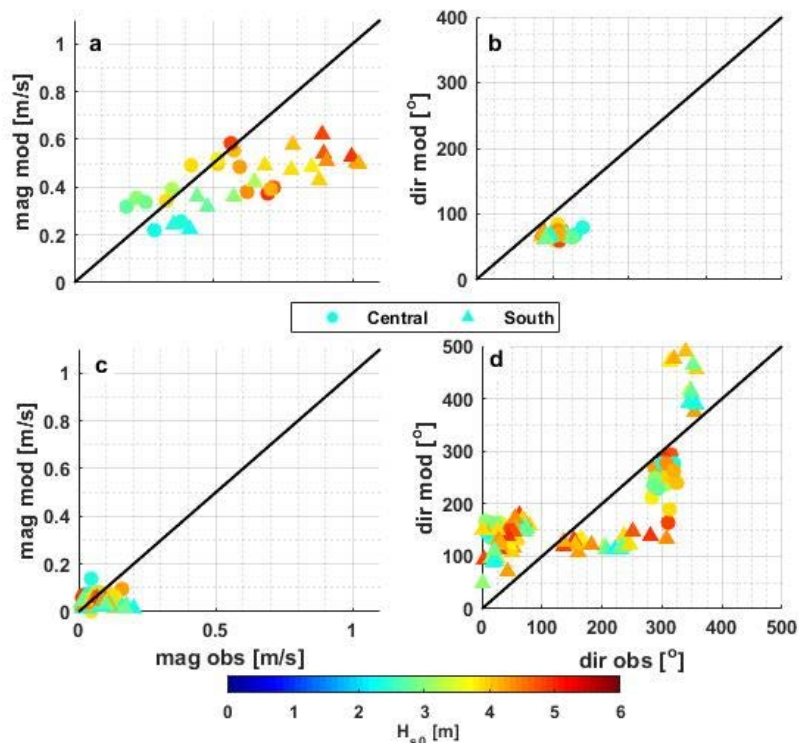 a
1
0.8
0.6
0.4
0.2
0
mag mod [m/s]
b
400
300
200
100
0
dir mod [°]
Central South
c
1
0.8
0.6
0.4
0.2
0
mag mod [m/s]
0 0.5 1
mag obs [m/s]
d
500
400
300
200
100
0
dir mod [°]
0 100 200 300 400 500
dir obs [°]
0 1 2 3 4 5 6
H_{s0} [m]